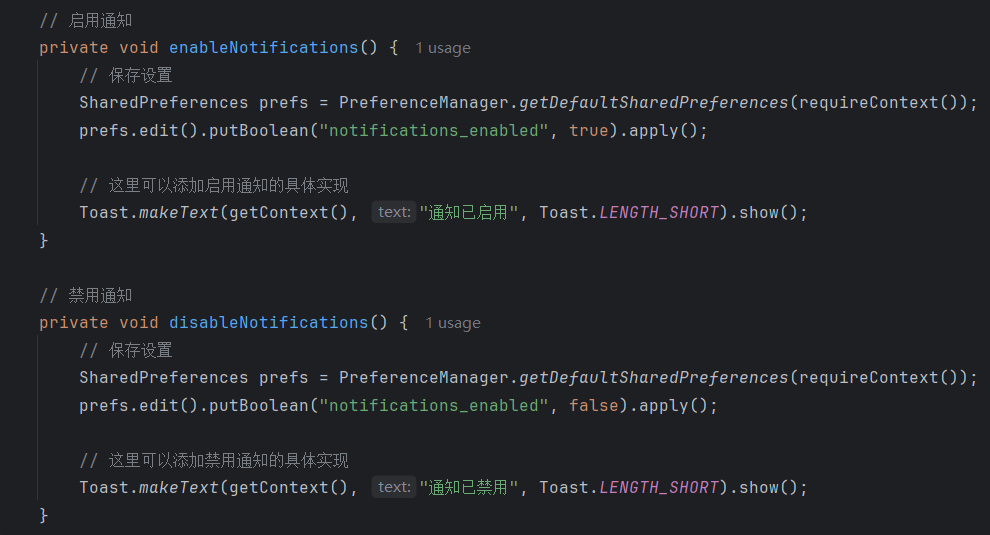 // 启用通知
private void enableNotifications() { 1 usage
// 保存设置
SharedPreferences prefs = PreferenceManager.getDefaultSharedPreferences(requireContext());
prefs.edit().putBoolean("notifications_enabled", true).apply();
// 这里可以添加启用通知的具体实现
Toast.makeText(getContext(), text: "通知已启用", Toast.LENGTH_SHORT).show();
}
// 禁用通知
private void disableNotifications() { 1 usage
// 保存设置
SharedPreferences prefs = PreferenceManager.getDefaultSharedPreferences(requireContext());
prefs.edit().putBoolean("notifications_enabled", false).apply();
// 这里可以添加禁用通知的具体实现
Toast.makeText(getContext(), text: "通知已禁用", Toast.LENGTH_SHORT).show();
}